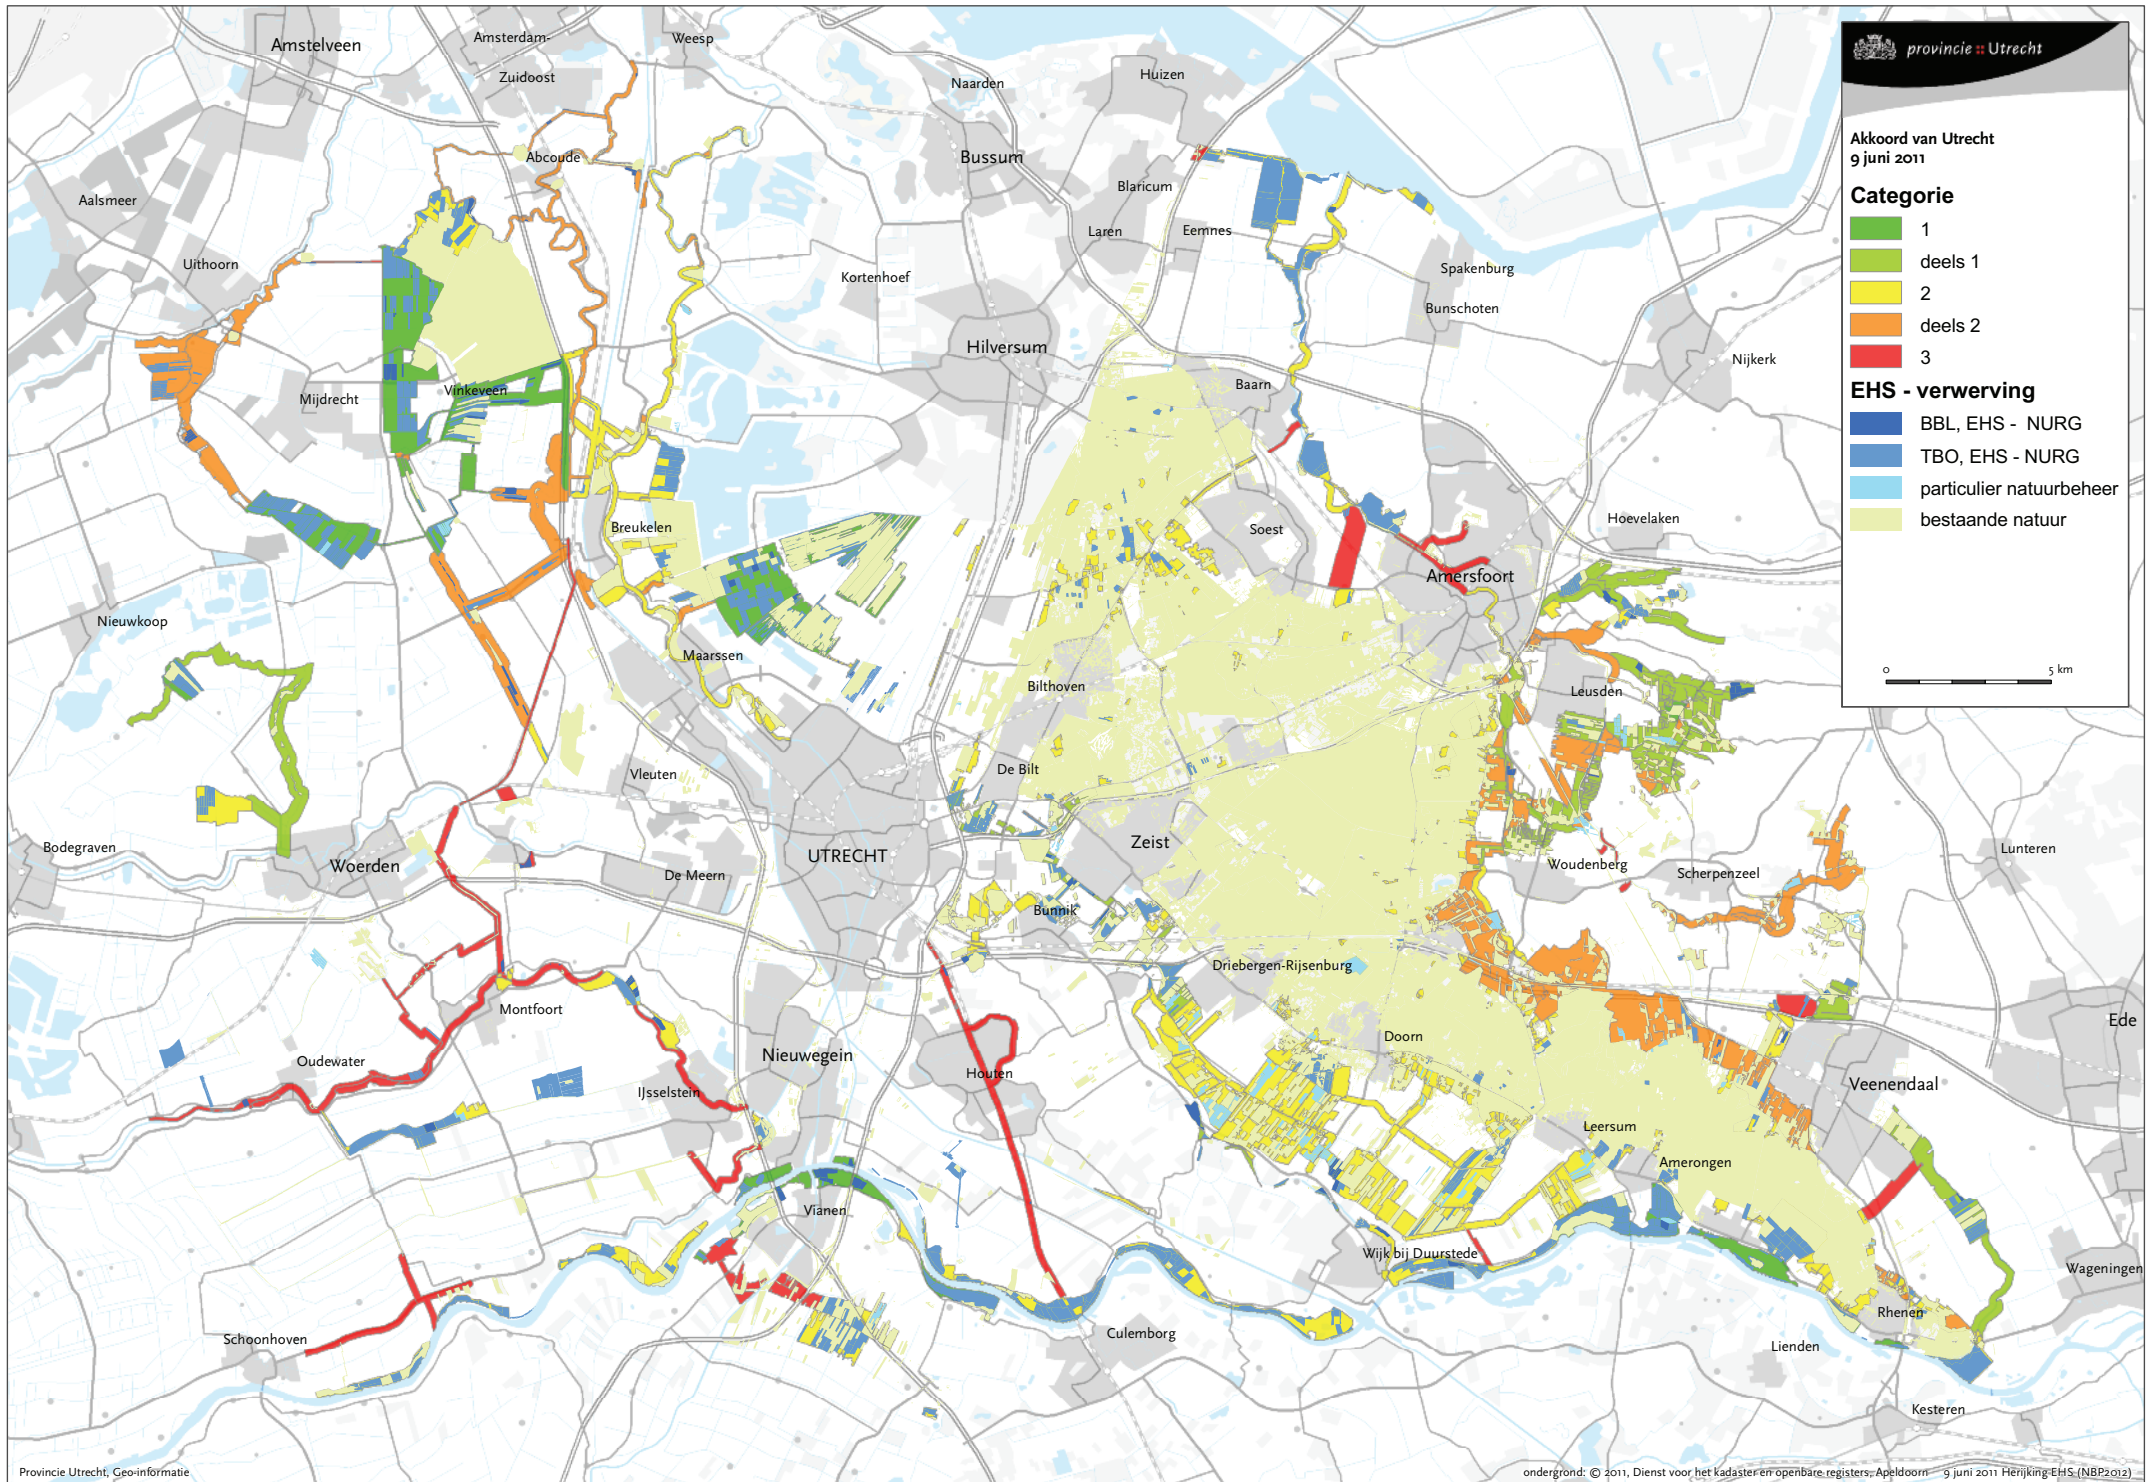 Amstelveen
Amsterdam-
Zuidoost
Weesp
Naarden
Huizen
Bussum
Abcoude
Blaricum
Aalsmeer
Laren
Eemnes
Uithoorn
Kortenhoef
Spakenburg
Bunschoten
Hilversum
Nijkerk
Baarn
Mijdrecht
Vinkeveen
Breukelen
Soest
Hoevelaken
Amersfoort
Nieuwkoop
Maarssen
Bilthoven
Leusden
Vleuten
De Bilt
Zeist
UTRECHT
Bodegraven
Woerden
De Meern
Woudenberg
Scherpenzeel
Lunteren
Bunnik
Driebergen-Rijsenburg
Montfoort
Ede
Doorn
Nieuwegein
Oudewater
Houten
IJsselstein
Veenendaal
Leersum
Amerongen
Vianen
Wijk bij Duurstede
Wageningen
Rhenen
Schoonhoven
Culemborg
Lienden
Kesteren
provincie :: Utrecht
Akkoord van Utrecht
9 juni 2011
Categorie
1
deels 1
2
deels 2
3
EHS - verwerving
BBL, EHS - NURG
TBO, EHS - NURG
particulier natuurbeheer
bestaande natuur
0 5 km
Provincie Utrecht, Geo-informatie
ondergrond: © 2011, Dienst voor het kadaster en openbare registers, Apeldoorn 9 juni 2011 Herijking EHS (NBP2012)